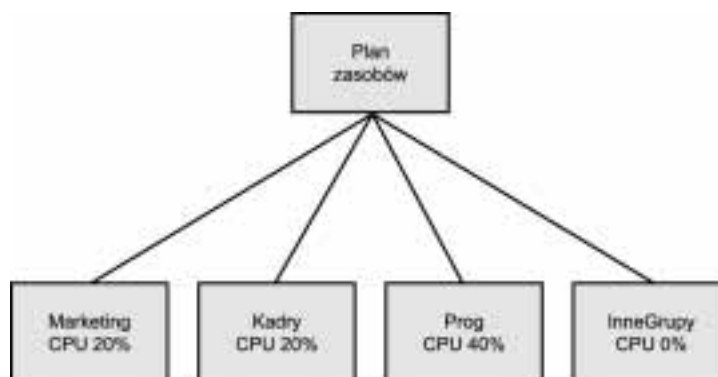 Plan
zasobów
Marketing
CPU 20%
Kadry
CPU 20%
Prog
CPU 40%
InneGrupy
CPU 0%